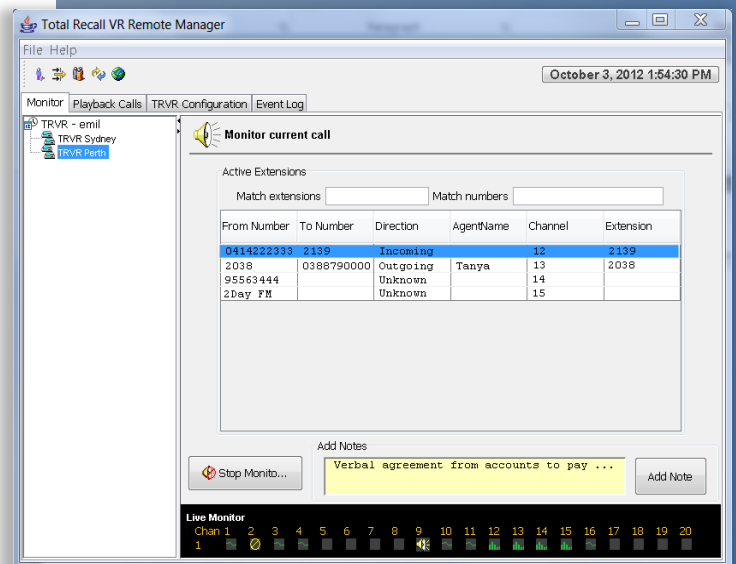 Total Recall VR Remote Manager
File Help
October 3, 2012 1:54:30 PM
Monitor Playback Calls TRVR Configuration Event Log
TRVR - emil
TRVR Sydney
TRVR Perth
Monitor current call
Active Extensions
Match extensions Match numbers
From Number To Number Direction AgentName Channel Extension
0414222333 2139 Incoming 12 2139
2038 0388790000 Outgoing Tanya 13 2038
95563444 Unknown 14
2Day FM Unknown 15
Add Notes
Stop Monito... Verbal agreement from accounts to pay ... Add Note
Live Monitor
Chan 1 2 3 4 5 6 7 8 9 10 11 12 13 14 15 16 17 18 19 20
1